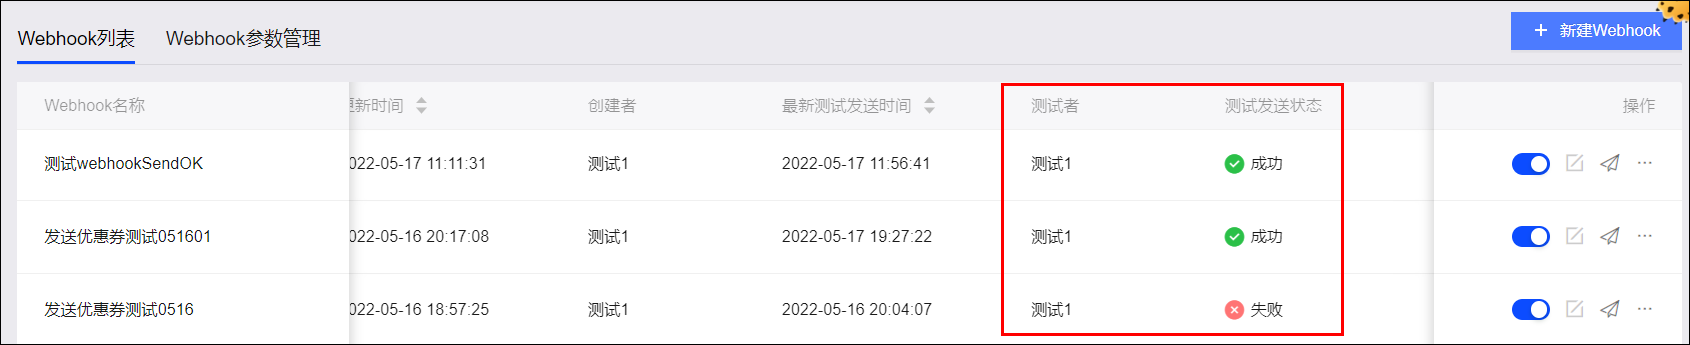 Webhook列表 Webhook参数管理 + 新建Webhook
Webhook名称 更新时间 创建者 最新测试发送时间 测试者 测试发送状态 操作
测试webhookSendOK 2022-05-17 11:11:31 测试1 2022-05-17 11:56:41 测试1 成功 ···
发送优惠券测试051601 2022-05-16 20:17:08 测试1 2022-05-17 19:27:22 测试1 成功 ···
发送优惠券测试0516 2022-05-16 18:57:25 测试1 2022-05-16 20:04:07 测试1 失败 ···